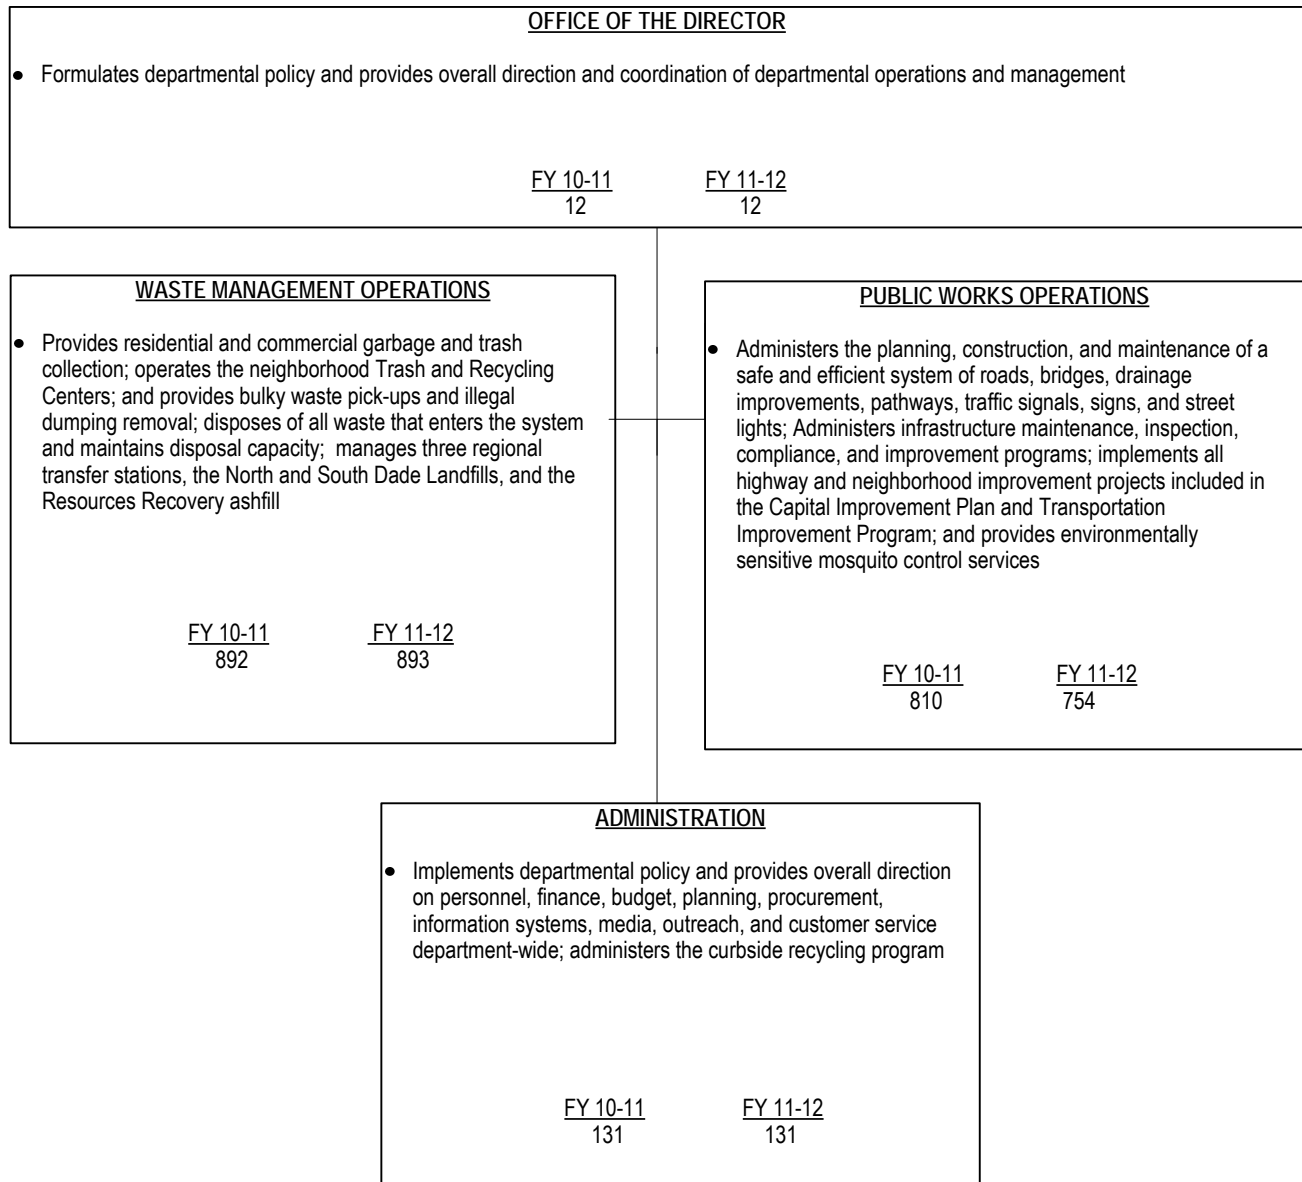 OFFICE OF THE DIRECTOR
• Formulates departmental policy and provides overall direction and coordination of departmental operations and management
FY 10-11 FY 11-12
12 12
WASTE MANAGEMENT OPERATIONS
• Provides residential and commercial garbage and trash
collection; operates the neighborhood Trash and Recycling
Centers; and provides bulky waste pick-ups and illegal
dumping removal; disposes of all waste that enters the system
and maintains disposal capacity; manages three regional
transfer stations, the North and South Dade Landfills, and the
Resources Recovery ashfill
FY 10-11 FY 11-12
892 893
PUBLIC WORKS OPERATIONS
• Administers the planning, construction, and maintenance of a
safe and efficient system of roads, bridges, drainage
improvements, pathways, traffic signals, signs, and street
lights; Administers infrastructure maintenance, inspection,
compliance, and improvement programs; implements all
highway and neighborhood improvement projects included in
the Capital Improvement Plan and Transportation
Improvement Program; and provides environmentally
sensitive mosquito control services
FY 10-11 FY 11-12
810 754
ADMINISTRATION
• Implements departmental policy and provides overall direction
on personnel, finance, budget, planning, procurement,
information systems, media, outreach, and customer service
department-wide; administers the curbside recycling program
FY 10-11 FY 11-12
131 131